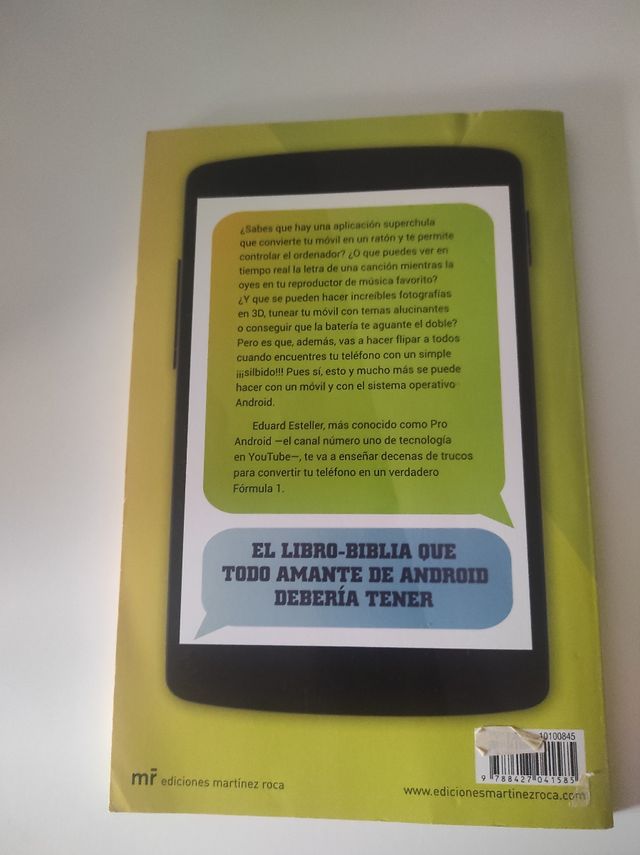 ¿Sabes que hay una aplicación superchula
que convierte tu móvil en un ratón y te permite
controlar el ordenador? ¿O que puedes ver en
tiempo real la letra de una canción mientras la
oyes en tu reproductor de música favorito?
¿Y que se pueden hacer increíbles fotografías
en 3D, tunear tu móvil con temas alucinantes
o conseguir que la batería te aguante el doble?
Pero es que, además, vas a hacer flipar a todos
cuando encuentres tu teléfono con un simple
¡¡¡silbido!!! Pues sí, esto y mucho más se puede
hacer con un móvil y con el sistema operativo
Android.
Eduard Esteller, más conocido como Pro
Android —el canal número uno de tecnología
en YouTube—, te va a enseñar decenas de trucos
para convertir tu teléfono en un verdadero
Fórmula 1.
EL LIBRO-BIBLIA QUE
TODO AMANTE DE ANDROID
DEBERÍA TENER
10100845
9 788427 041585
mr̄ ediciones martínez roca
www.edicionesmartinezroca.com